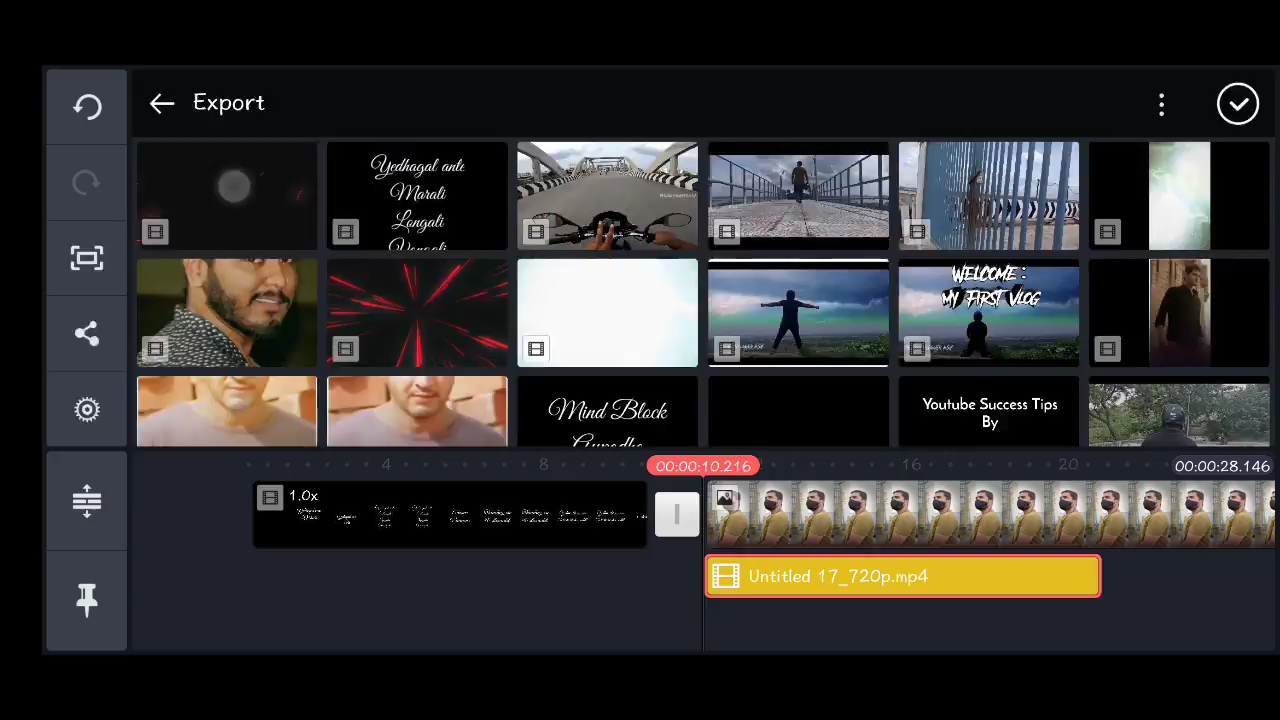 Export
Yedhagal ante
Marali
Longali
WELCOME :
MY FIRST VLOG
Mind Block
Youtube Success Tips
By
4
8
00:00:10.216
16
20
00:00:28.146
1.0x
Untitled 17_720p.mp4